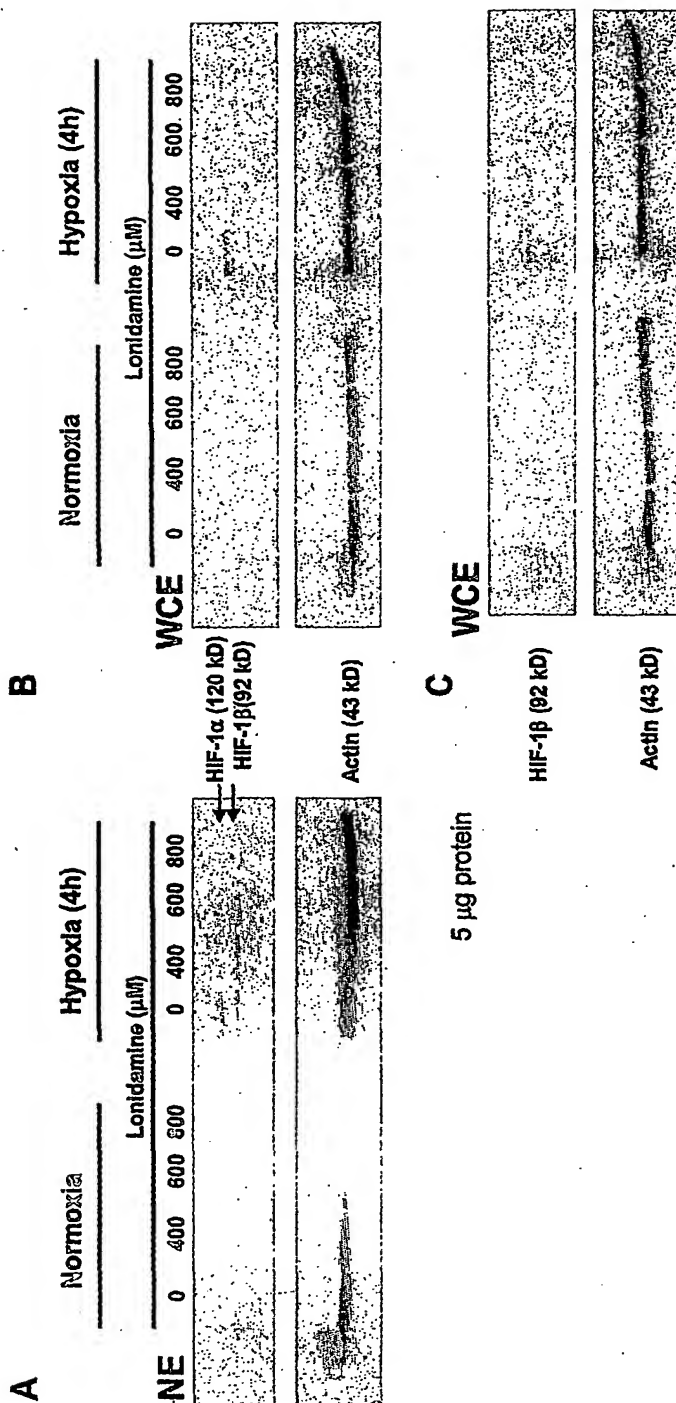 A
Normoxia Hypoxia (4h)
Lonidamine (μM)
0 400 600 800 0 400 600 800
NE
HIF-1α (120 kD)
HIF-1β(92 kD)
Actin (43 kD)
5 μg protein
B
Normoxia Hypoxia (4h)
Lonidamine (μM)
0 400 600 800 0 400 600 800
WCE
C
WCE
HIF-1β (92 kD)
Actin (43 kD)